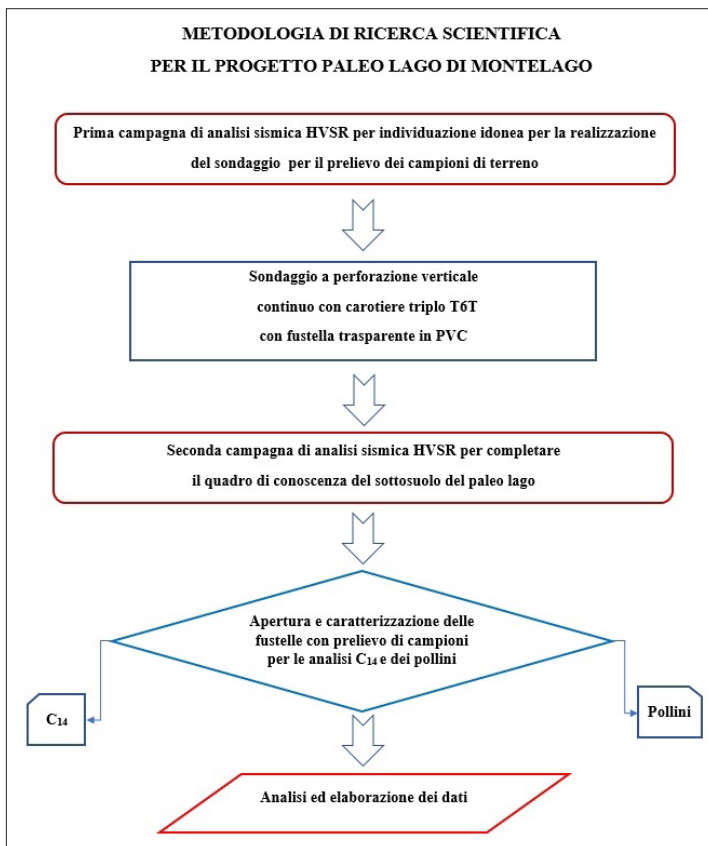 METODOLOGIA DI RICERCA SCIENTIFICA
PER IL PROGETTO PALEO LAGO DI MONTELAGO
Prima campagna di analisi sismica HVSR per individuazione idonea per la realizzazione
del sondaggio per il prelievo dei campioni di terreno
Sondaggio a perforazione verticale
continuo con carotiere triplo T6T
con fustella trasparente in PVC
Seconda campagna di analisi sismica HVSR per completare
il quadro di conoscenza del sottosuolo del paleo lago
Apertura e caratterizzazione delle
fustelle con prelievo di campioni
per le analisi C₁₄ e dei pollini
C₁₄
Pollini
Analisi ed elaborazione dei dati